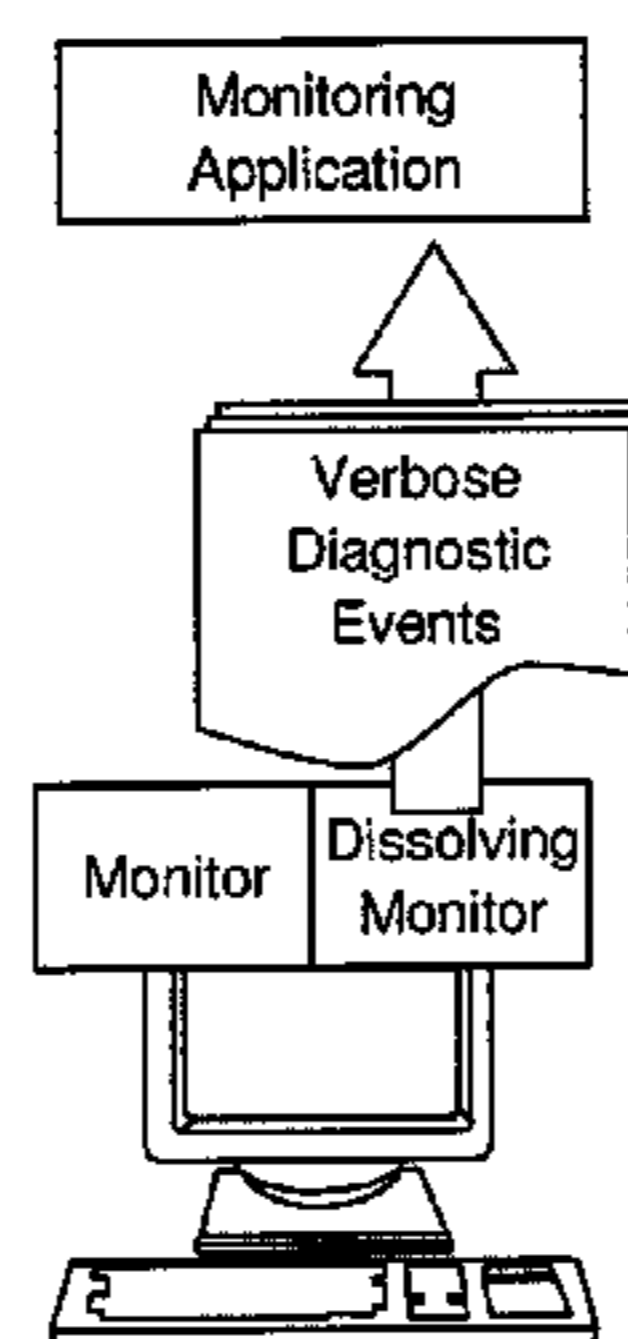 Monitoring
Application
Verbose
Diagnostic
Events
Monitor
Dissolving
Monitor